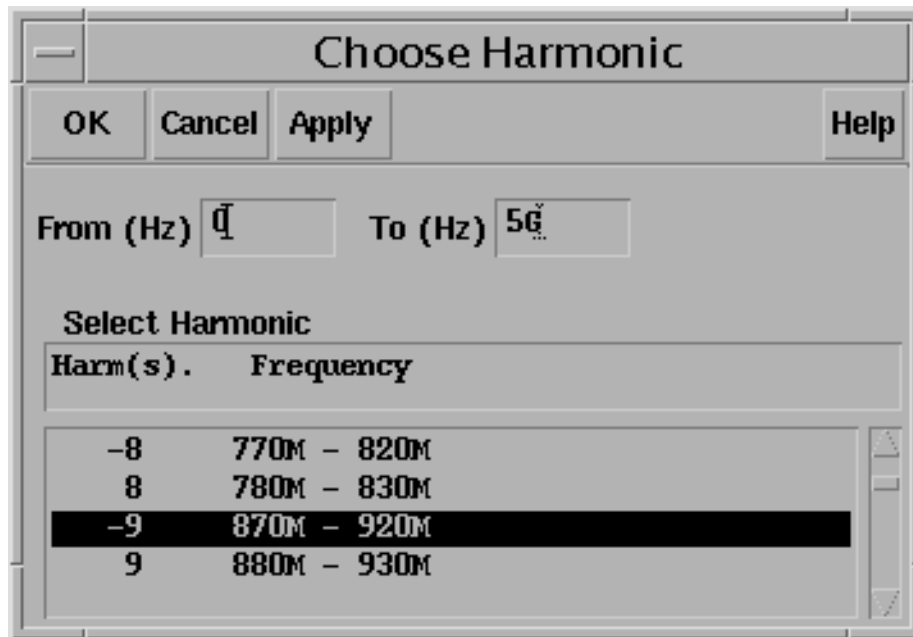 Choose Harmonic
OK Cancel Apply Help
From (Hz) 0 To (Hz) 5G
Select Harmonic
Harm(s). Frequency
-8 770M - 820M
8 780M - 830M
-9 870M - 920M
9 880M - 930M